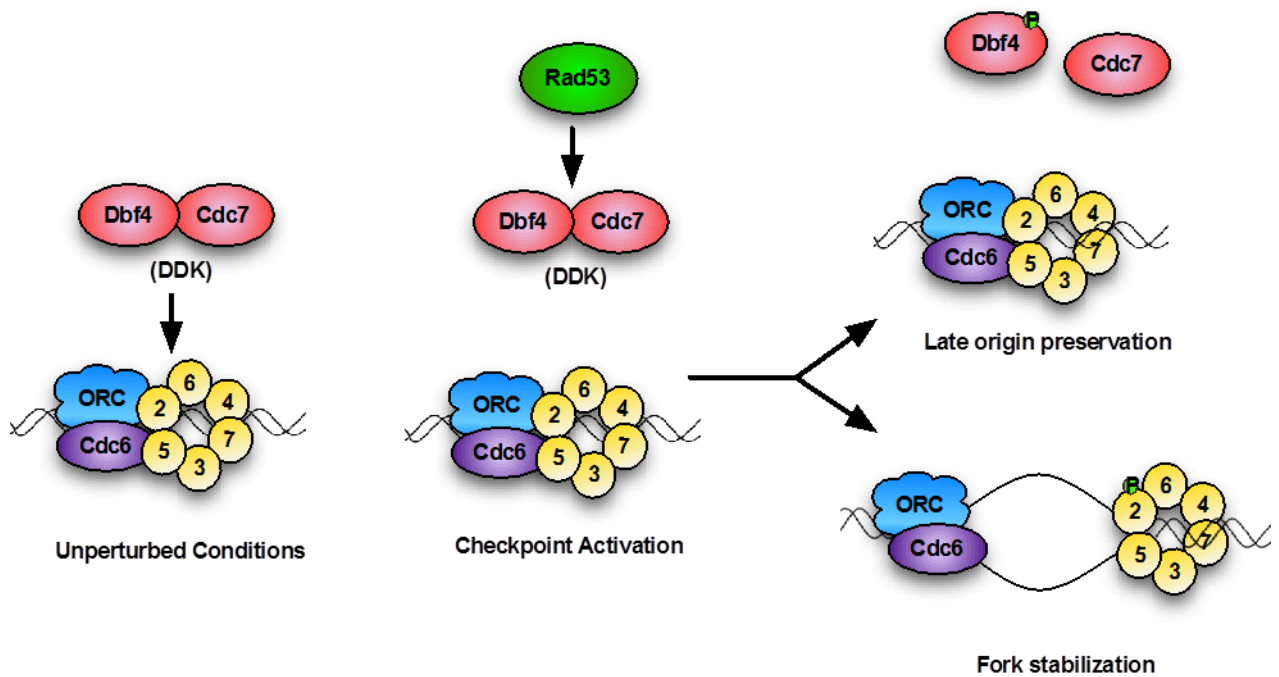 Dbf4 Cdc7
(DDK)
ORC
Cdc6
2 6 4 7 3 5
Unperturbed Conditions
Rad53
Dbf4 Cdc7
(DDK)
ORC
Cdc6
2 6 4 7 3 5
Checkpoint Activation
P
Dbf4
Cdc7
ORC
Cdc6
2 6 4 7 3 5
Late origin preservation
ORC
Cdc6
P
2 6 4 7 3 5
Fork stabilization